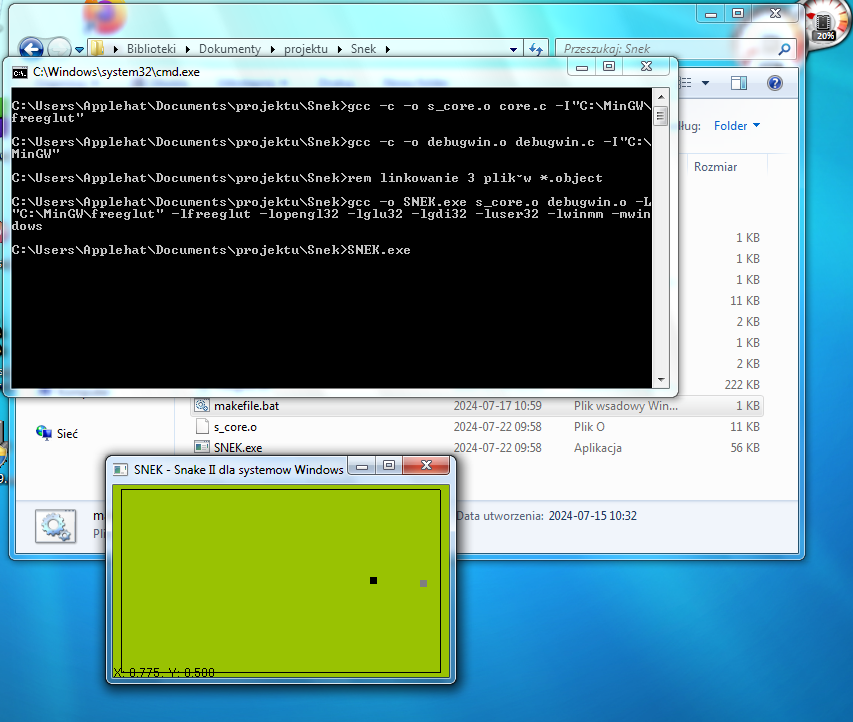 20%
Biblioteki Dokumenty projektu Snek
Przeszukaj: Snek
C:\Windows\system32\cmd.exe
C:\Users\Applehat\Documents\projektu\Snek>gcc -c -o s_core.o core.c -I"C:\MinGW\
freeglut"
C:\Users\Applehat\Documents\projektu\Snek>gcc -c -o debugwin.o debugwin.c -I"C:\
MinGW"
C:\Users\Applehat\Documents\projektu\Snek>rem linkowanie 3 plik˘w *.object
C:\Users\Applehat\Documents\projektu\Snek>gcc -o SNEK.exe s_core.o debugwin.o -L
"C:\MinGW\freeglut" -lfreeglut -lopengl32 -lglu32 -lgdi32 -luser32 -lwinmm -mwin
dows
C:\Users\Applehat\Documents\projektu\Snek>SNEK.exe
Folder
Rozmiar
1 KB
1 KB
1 KB
11 KB
2 KB
1 KB
2 KB
222 KB
makefile.bat 2024-07-17 10:59 Plik wsadowy Win... 1 KB
s_core.o 2024-07-22 09:58 Plik O 11 KB
SNEK.exe 2024-07-22 09:58 Aplikacja 56 KB
Sieć
Data utworzenia: 2024-07-15 10:32
SNEK - Snake II dla systemow Windows
X: 0.775, Y: 0.500